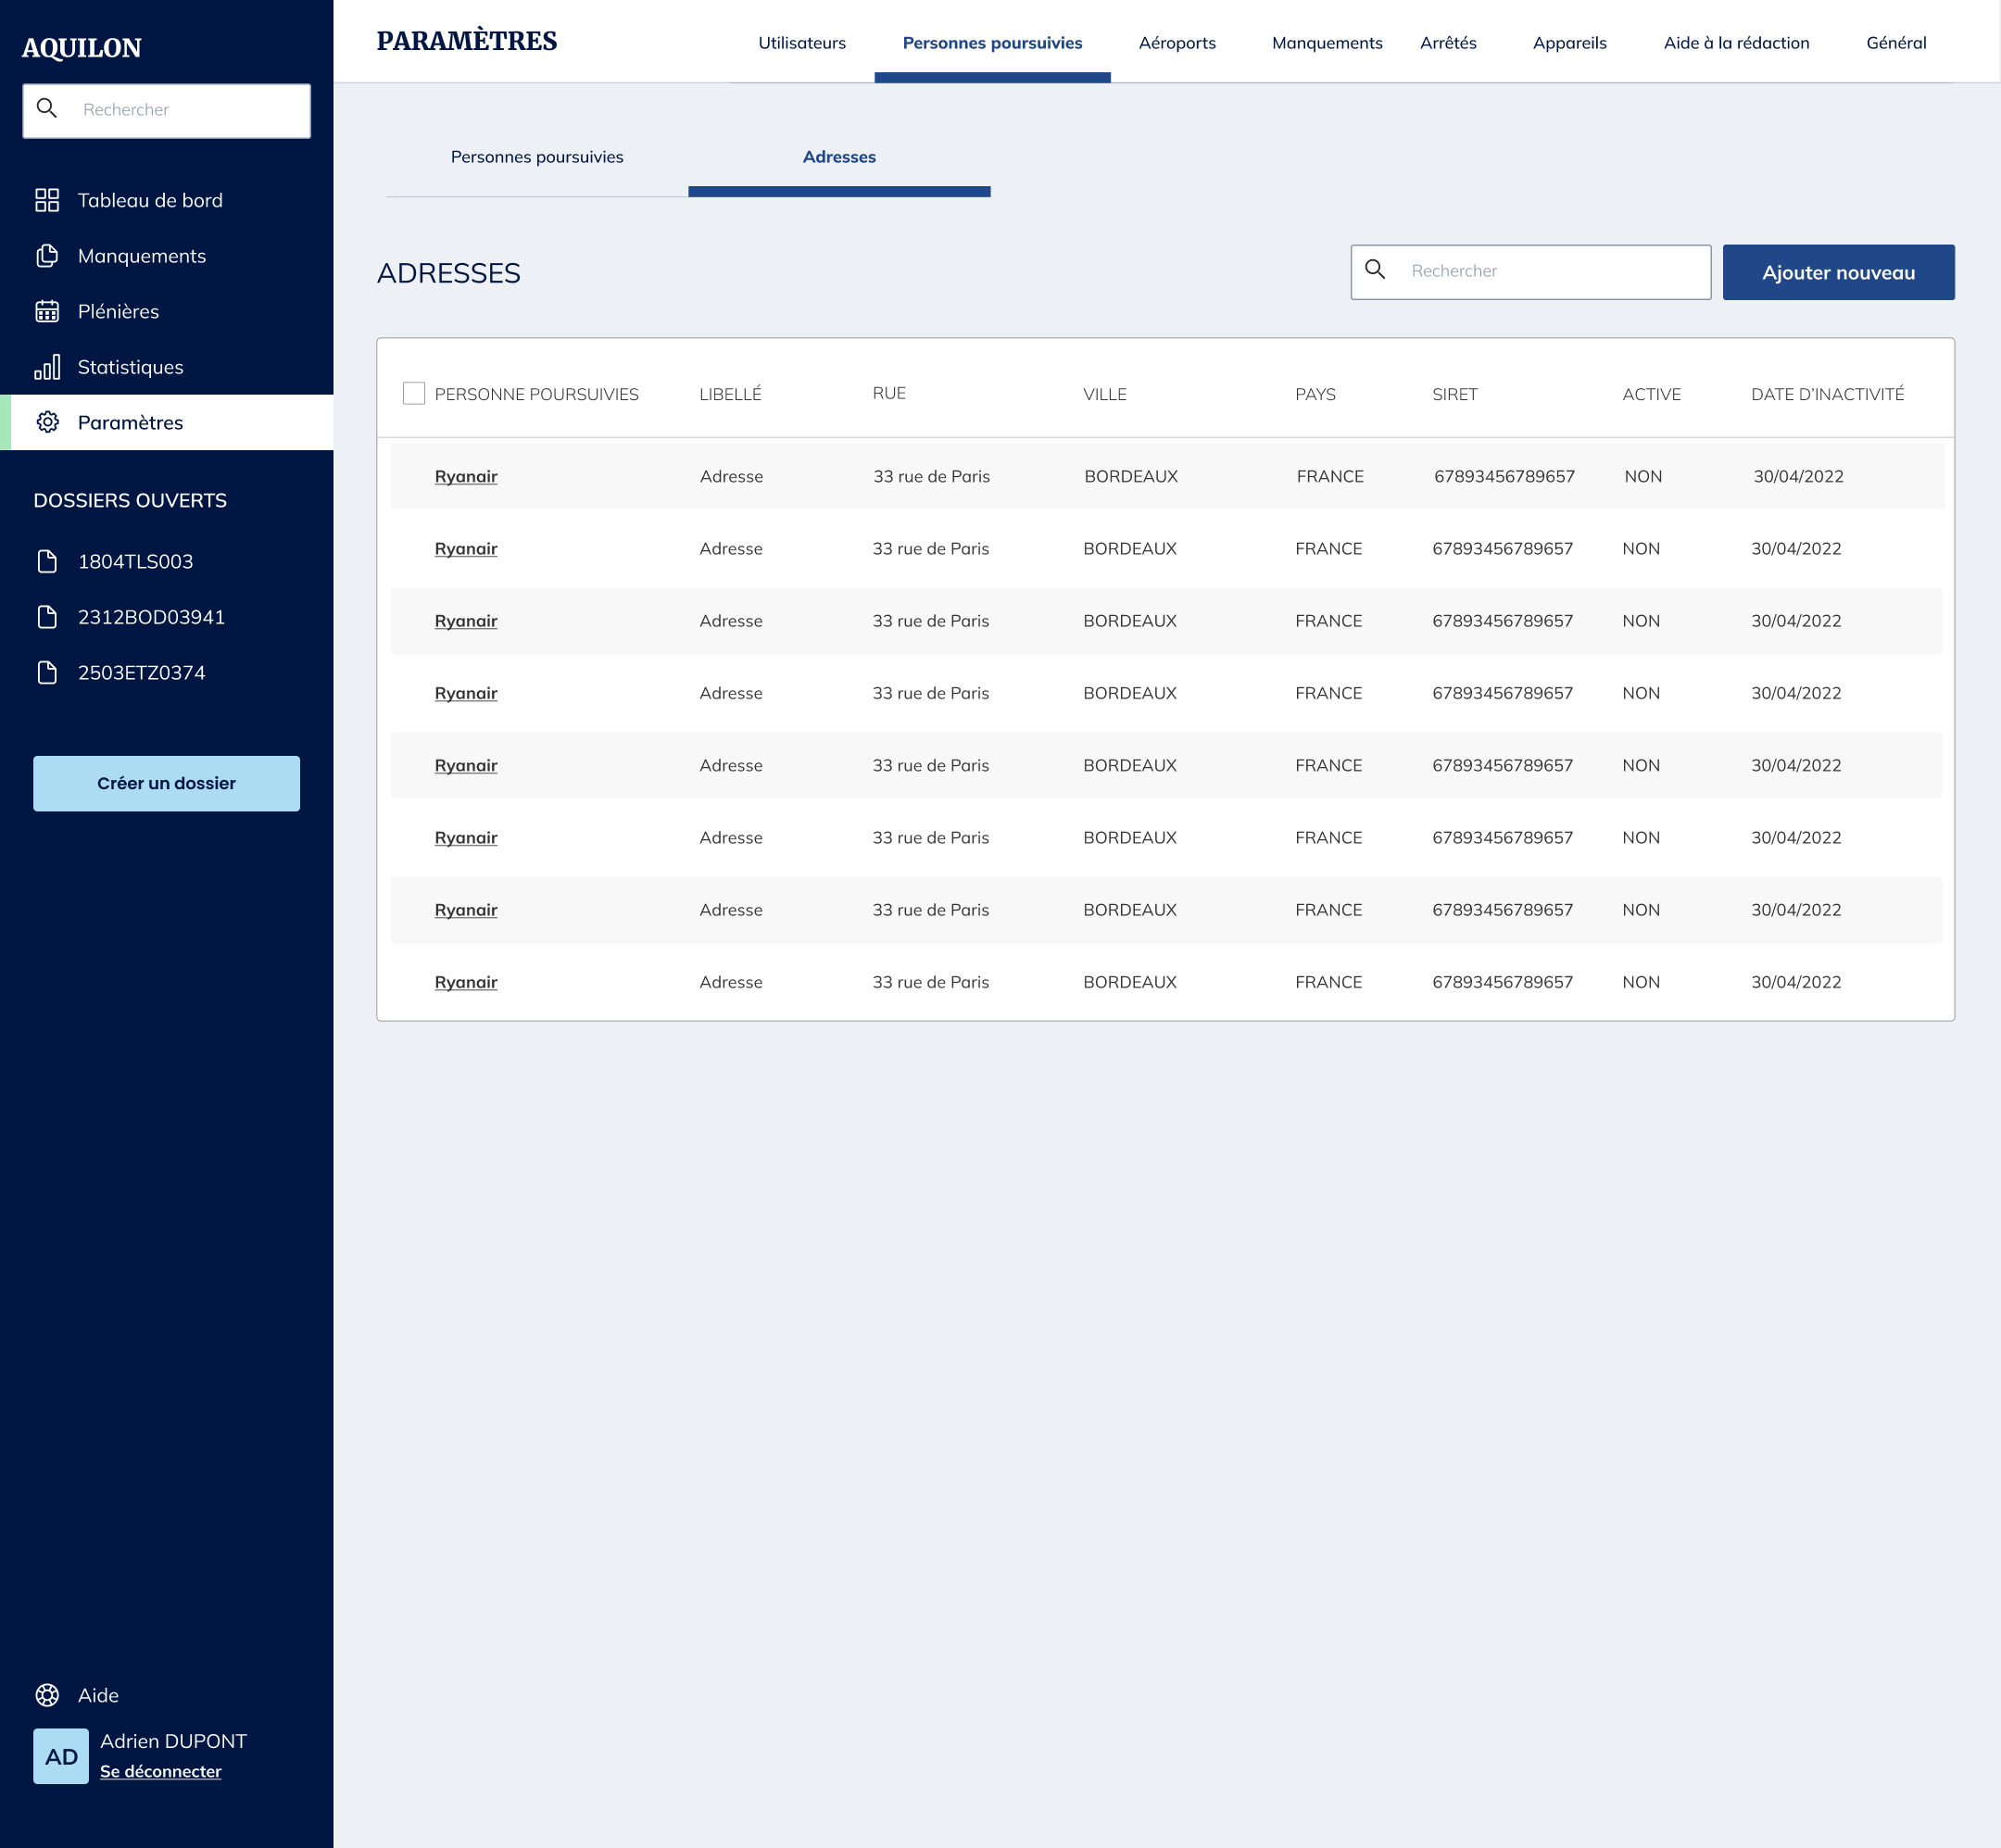 AQUILON
Rechercher
Tableau de bord
Manquements
Plénières
Statistiques
Paramètres
DOSSIERS OUVERTS
1804TLS003
2312BOD03941
2503ETZ0374
Créer un dossier
Aide
AD
Adrien DUPONT
Se déconnecter
PARAMÈTRES
Utilisateurs Personnes poursuivies Aéroports Manquements Arrêtés Appareils Aide à la rédaction Général
Personnes poursuivies Adresses
ADRESSES
Rechercher
Ajouter nouveau
PERSONNE POURSUIVIES LIBELLÉ RUE VILLE PAYS SIRET ACTIVE DATE D’INACTIVITÉ
Ryanair Adresse 33 rue de Paris BORDEAUX FRANCE 67893456789657 NON 30/04/2022
Ryanair Adresse 33 rue de Paris BORDEAUX FRANCE 67893456789657 NON 30/04/2022
Ryanair Adresse 33 rue de Paris BORDEAUX FRANCE 67893456789657 NON 30/04/2022
Ryanair Adresse 33 rue de Paris BORDEAUX FRANCE 67893456789657 NON 30/04/2022
Ryanair Adresse 33 rue de Paris BORDEAUX FRANCE 67893456789657 NON 30/04/2022
Ryanair Adresse 33 rue de Paris BORDEAUX FRANCE 67893456789657 NON 30/04/2022
Ryanair Adresse 33 rue de Paris BORDEAUX FRANCE 67893456789657 NON 30/04/2022
Ryanair Adresse 33 rue de Paris BORDEAUX FRANCE 67893456789657 NON 30/04/2022